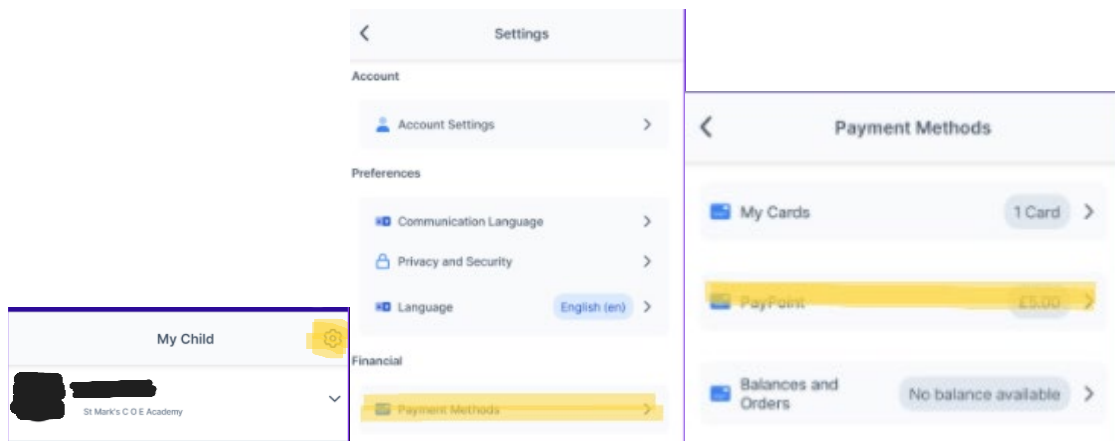 My Child
St Mark's C O E Academy
Settings
Account
Account Settings
Preferences
Communication Language
Privacy and Security
Language English (en)
Financial
Payment Methods
Payment Methods
My Cards 1 Card
PayPoint £5.00
Balances and
Orders
No balance available